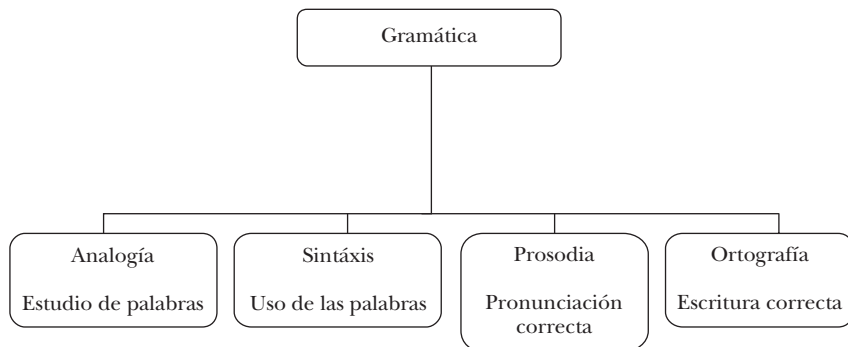 Gramática
Analogía
Estudio de palabras
Sintáxis
Uso de las palabras
Prosodia
Pronunciación
correcta
Ortografía
Escritura correcta